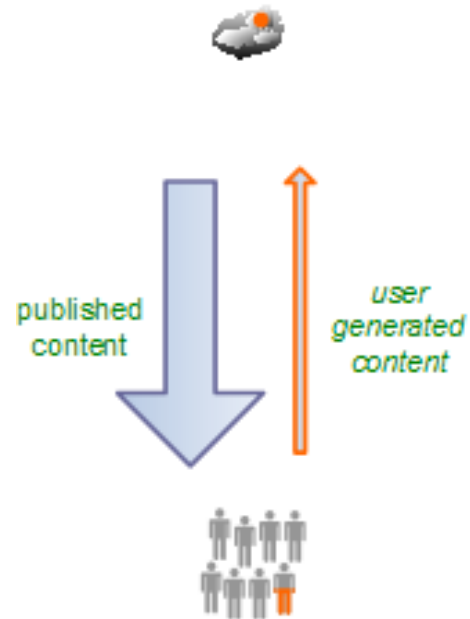 published
content
user
generated
content